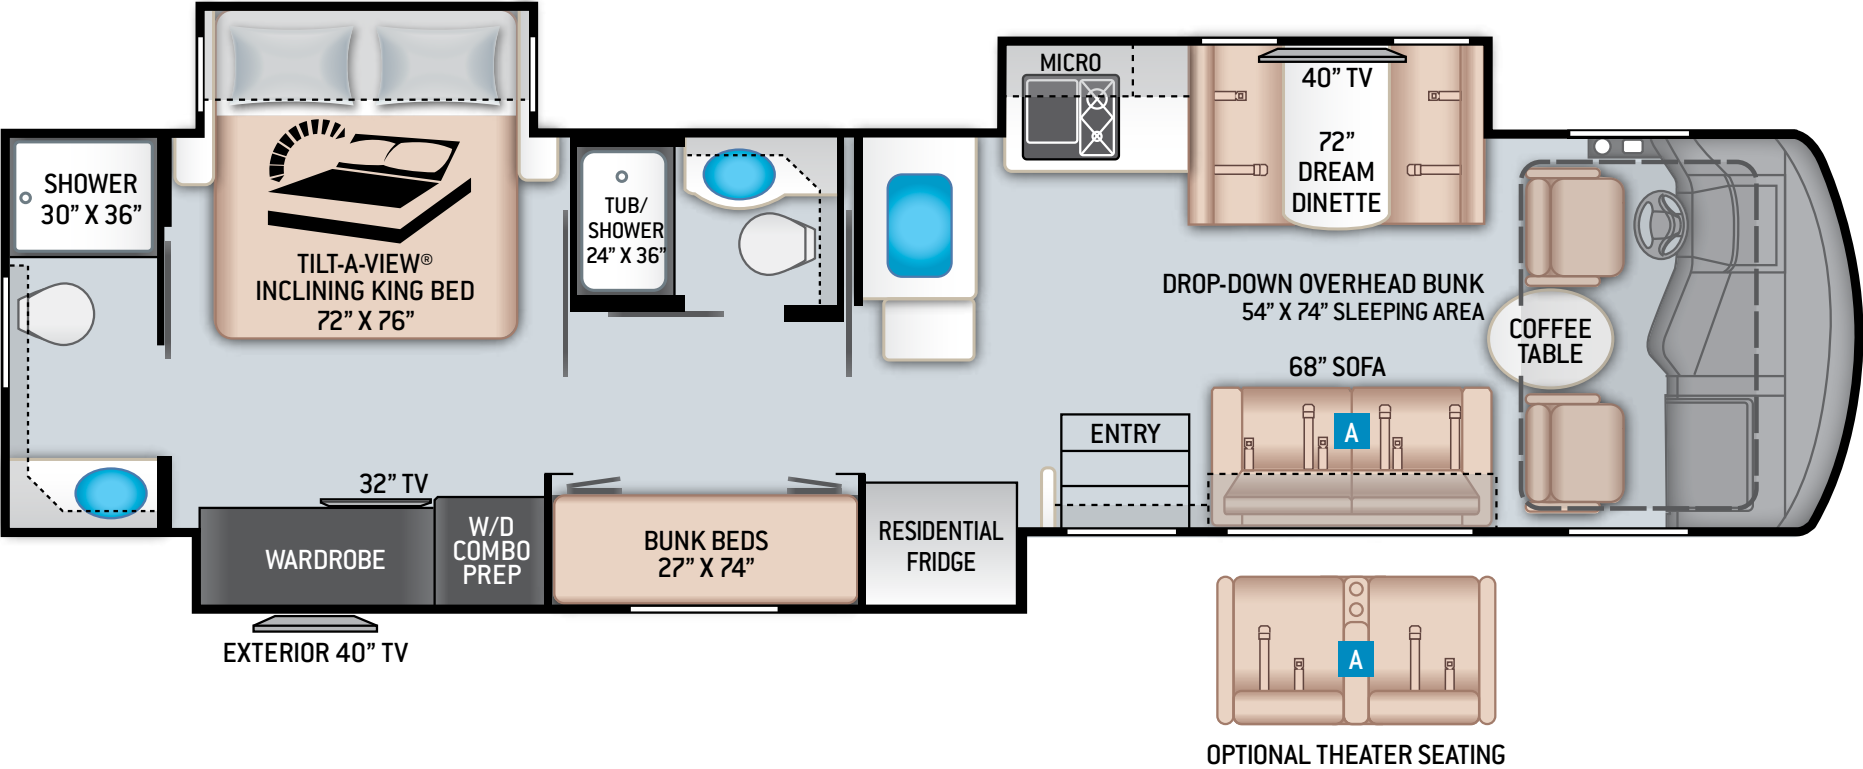 MICRO
40” TV
72”
DREAM
DINETTE
SHOWER
30” X 36”
TUB/
SHOWER
24” X 36”
TILT-A-VIEW®
INCLINING KING BED
72” X 76”
DROP-DOWN OVERHEAD BUNK
54” X 74” SLEEPING AREA
COFFEE
TABLE
68” SOFA
A
ENTRY
32” TV
WARDROBE
W/D
COMBO
PREP
BUNK BEDS
27” X 74”
RESIDENTIAL
FRIDGE
EXTERIOR 40” TV
A
OPTIONAL THEATER SEATING